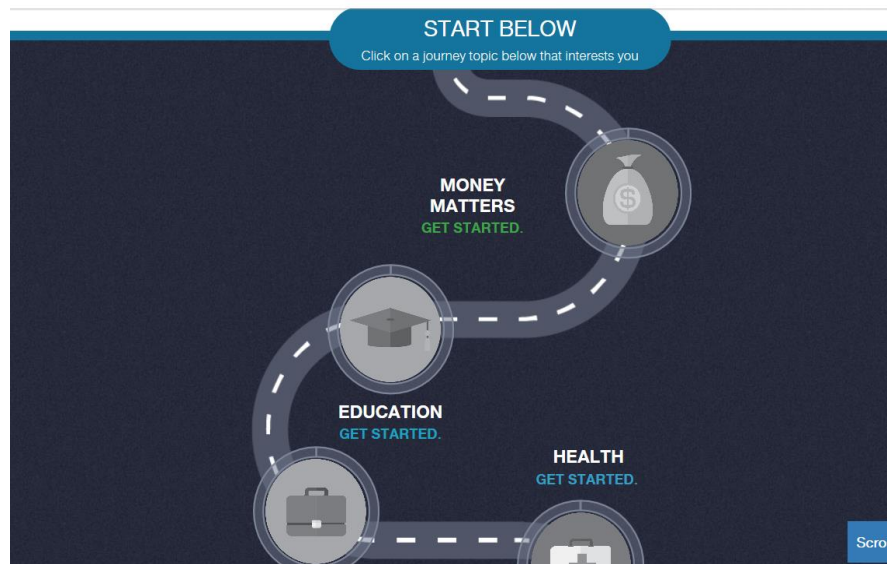 START BELOW
Click on a journey topic below that interests you
MONEY
MATTERS
GET STARTED.
$
EDUCATION
GET STARTED.
HEALTH
GET STARTED.